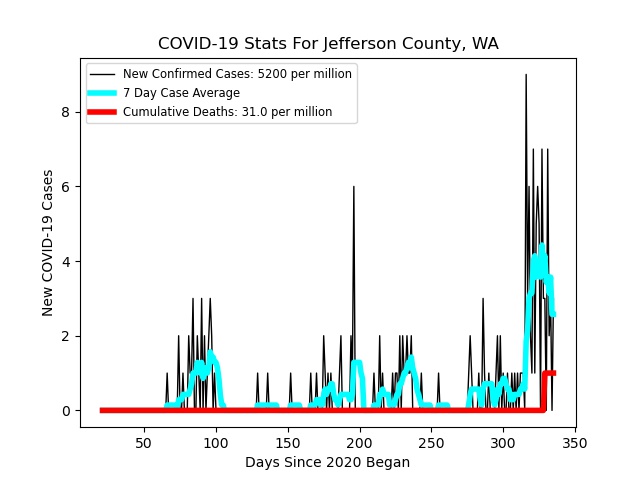 COVID-19 Stats For Jefferson County, WA
New Confirmed Cases: 5200 per million
7 Day Case Average
Cumulative Deaths: 31.0 per million
New COVID-19 Cases
8
6
4
2
0
50 100 150 200 250 300 350
Days Since 2020 Began